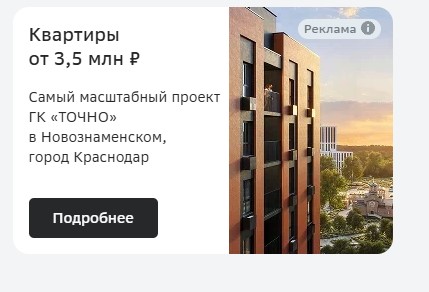 Квартиры
от 3,5 млн ₽
Реклама
Самый масштабный проект
ГК «ТОЧНО»
в Новознаменском,
город Краснодар
Подробнее